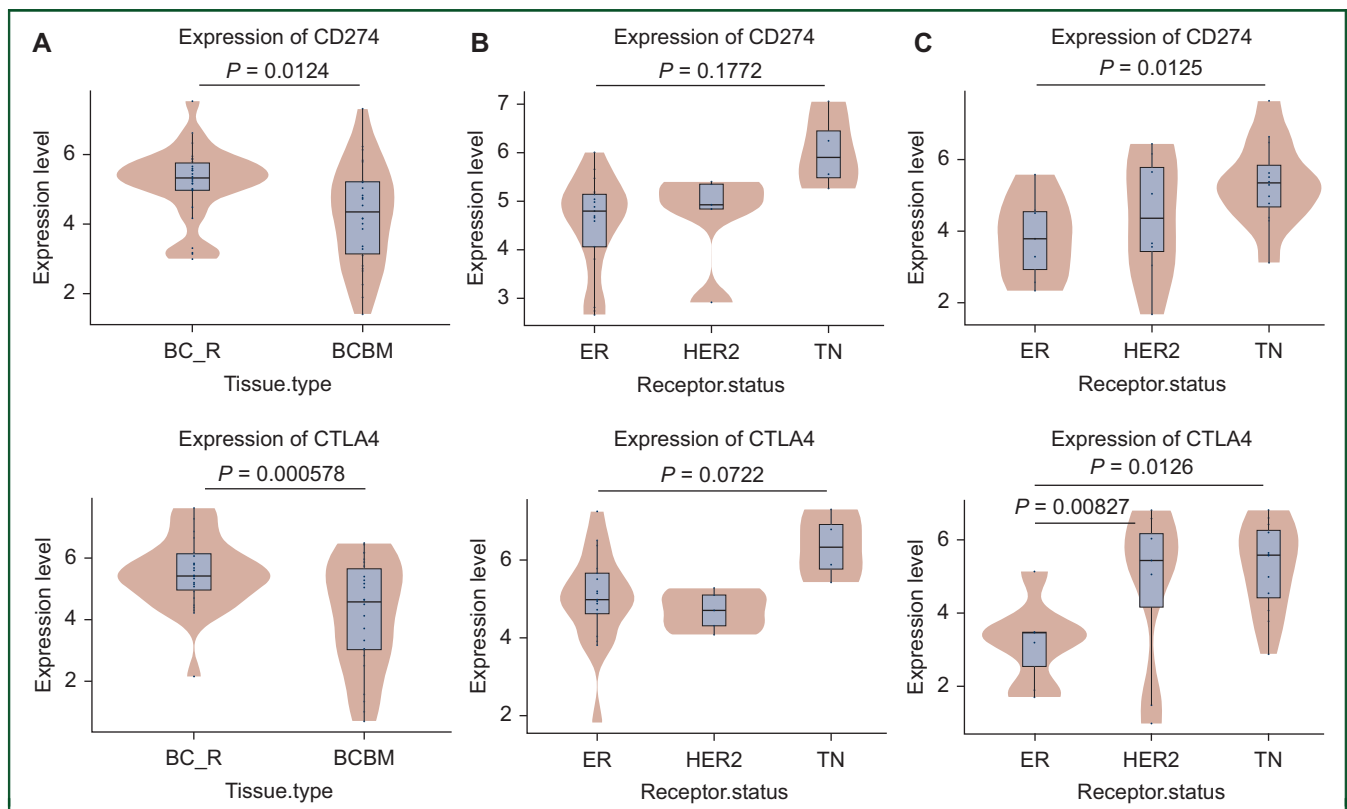 A
Expression of CD274
P = 0.0124
Expression level
6
4
2
BC_R BCBM
Tissue.type
B
Expression of CD274
P = 0.1772
Expression level
7
6
5
4
3
ER HER2 TN
Receptor.status
C
Expression of CD274
P = 0.0125
Expression level
6
4
2
ER HER2 TN
Receptor.status
Expression of CTLA4
P = 0.000578
Expression level
6
4
2
BC_R BCBM
Tissue.type
Expression of CTLA4
P = 0.0722
Expression level
6
4
2
ER HER2 TN
Receptor.status
Expression of CTLA4
P = 0.0126
P = 0.00827
Expression level
6
4
2
ER HER2 TN
Receptor.status